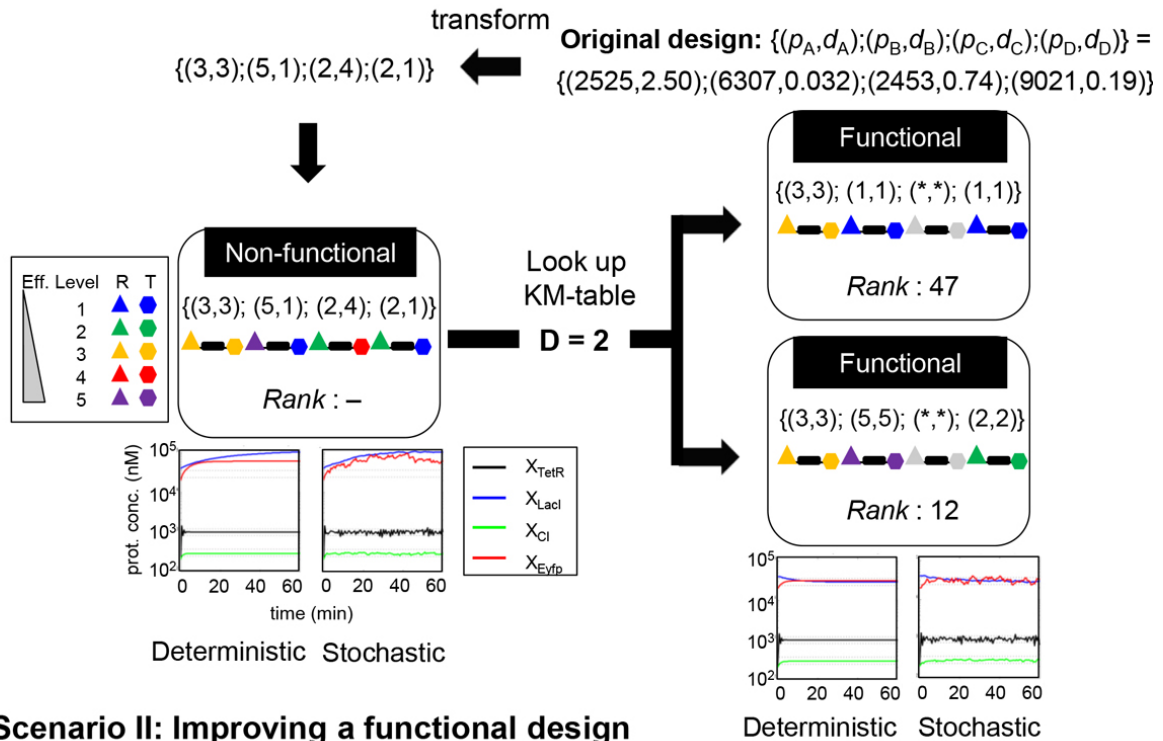 transform
Original design: {(pA,dA);(pB,dB);(pC,dC);(pD,dD)} =
{(3,3);(5,1);(2,4);(2,1)}
{(2525,2.50);(6307,0.032);(2453,0.74);(9021,0.19)}
Non-functional
{(3,3); (5,1); (2,4); (2,1)}
Rank : –
Eff. Level R T
1
2
3
4
5
Look up
KM-table
D = 2
Functional
{(3,3); (1,1); (*,*); (1,1)}
Rank : 47
Functional
{(3,3); (5,5); (*,*); (2,2)}
Rank : 12
prot. conc. (nM)
10^5
10^4
10^3
10^2
0 20 40 60 0 20 40 60
time (min)
Deterministic Stochastic
XTetR
XLacI
XCI
XEyfp
10^5
10^4
10^3
10^2
0 20 40 60 0 20 40 60
Deterministic Stochastic
Scenario II: Improving a functional design